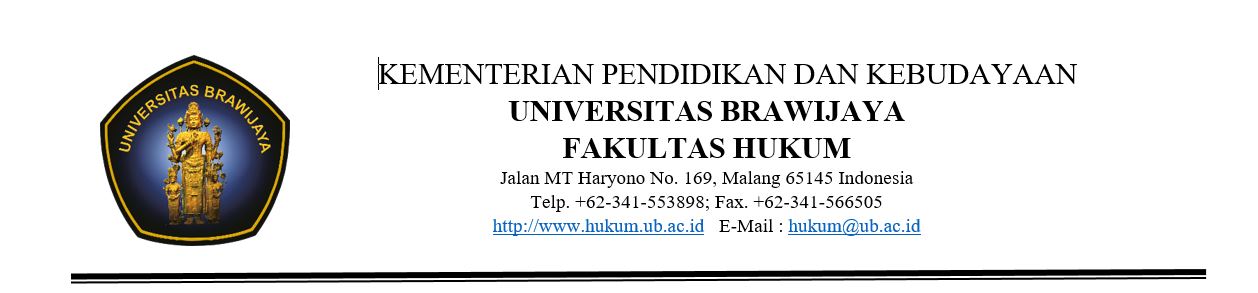 UNIVERSITAS BRAWIJAYA
KEMENTERIAN PENDIDIKAN DAN KEBUDAYAAN
UNIVERSITAS BRAWIJAYA
FAKULTAS HUKUM
Jalan MT Haryono No. 169, Malang 65145 Indonesia
Telp. +62-341-553898; Fax. +62-341-566505
http://www.hukum.ub.ac.id E-Mail : hukum@ub.ac.id